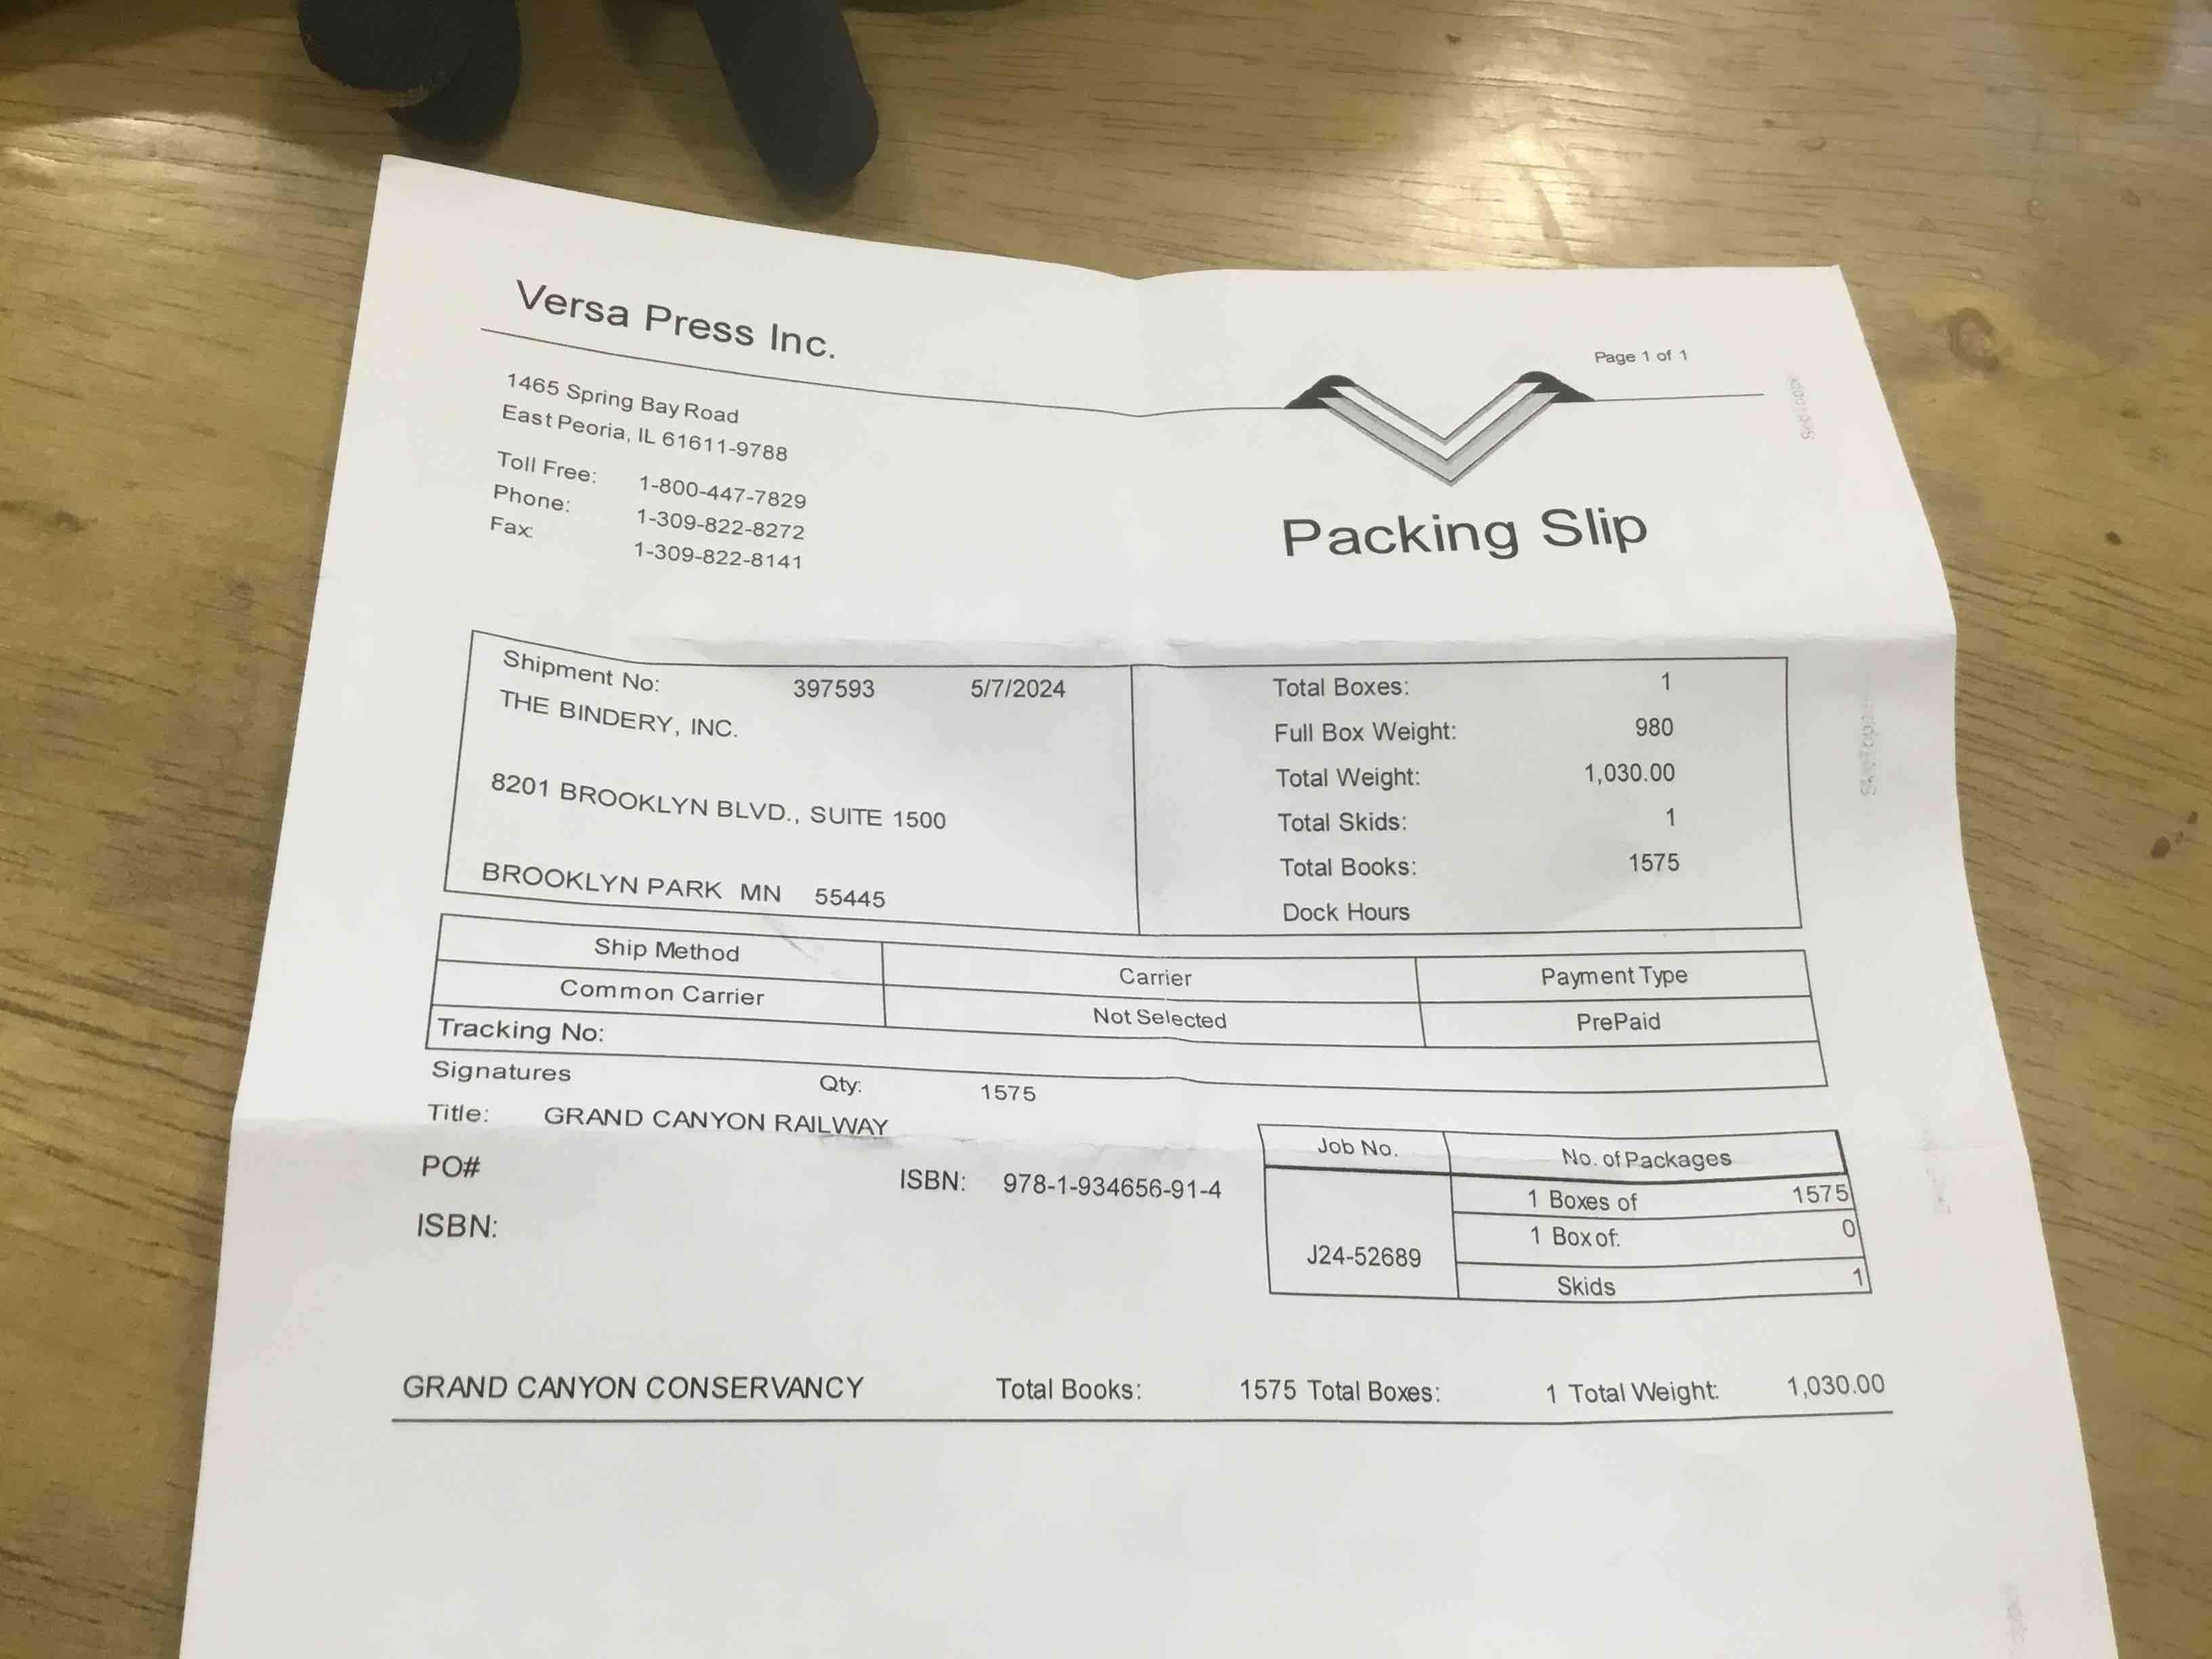 Versa Press Inc.
Page 1 of 1
1465 Spring Bay Road
East Peoria, IL 61611-9788
Toll Free: 1-800-447-7829
Phone: 1-309-822-8272
Fax: 1-309-822-8141
Packing Slip
Shipment No: 397593 5/7/2024
THE BINDERY, INC.
8201 BROOKLYN BLVD., SUITE 1500
BROOKLYN PARK MN 55445
Total Boxes: 1
Full Box Weight: 980
Total Weight: 1,030.00
Total Skids: 1
Total Books: 1575
Dock Hours
Ship Method Carrier Payment Type
Common Carrier Not Selected PrePaid
Tracking No:
Signatures Qty: 1575
Title: GRAND CANYON RAILWAY
PO# ISBN: 978-1-934656-91-4
ISBN:
Job No. No. of Packages
1 Boxes of 1575
1 Box of: 0
J24-52689
Skids 1
GRAND CANYON CONSERVANCY Total Books: 1575 Total Boxes: 1 Total Weight: 1,030.00